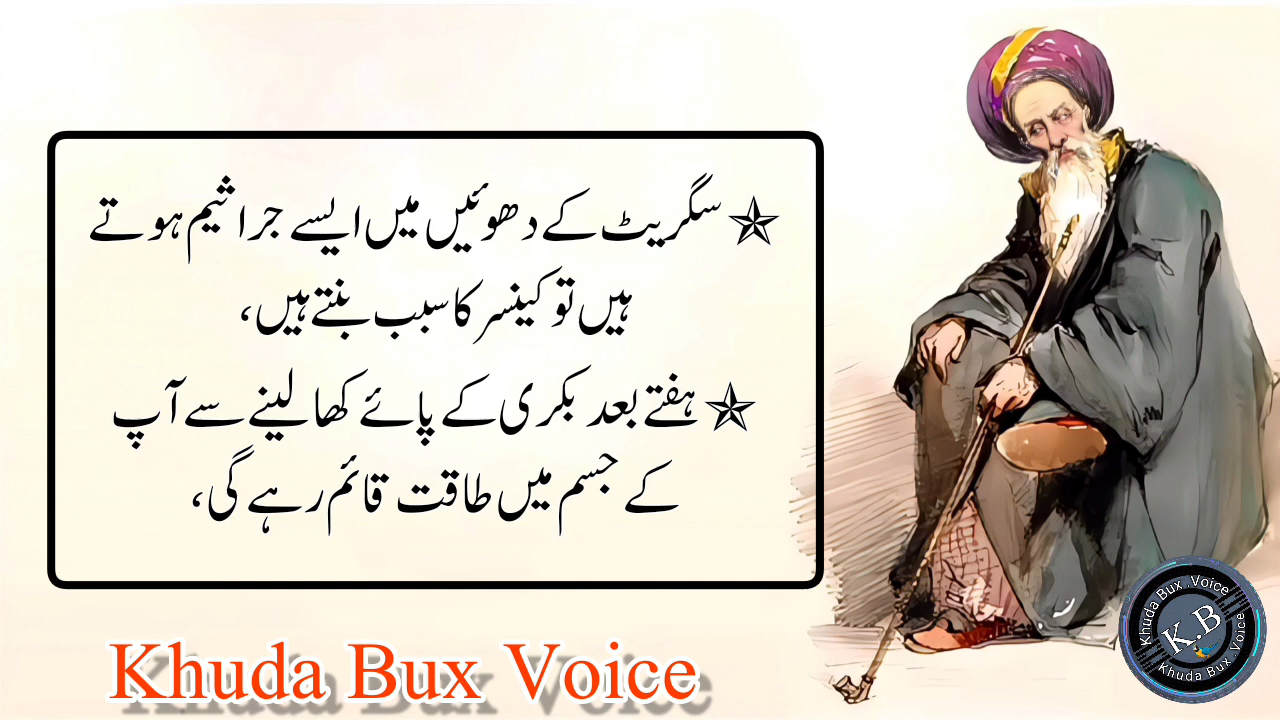 سگریٹ کے دھوئیں میں ایسے جراثیم ہوتے
ہیں تو کینسر کا سبب بنتے ہیں،
ہفتے بعد بکری کے پائے کھا لینے سے آپ
کے جسم میں طاقت قائم رہے گی،
Khuda Bux Voice
Khuda Bux Voice
K.B
Khuda Bux Voice